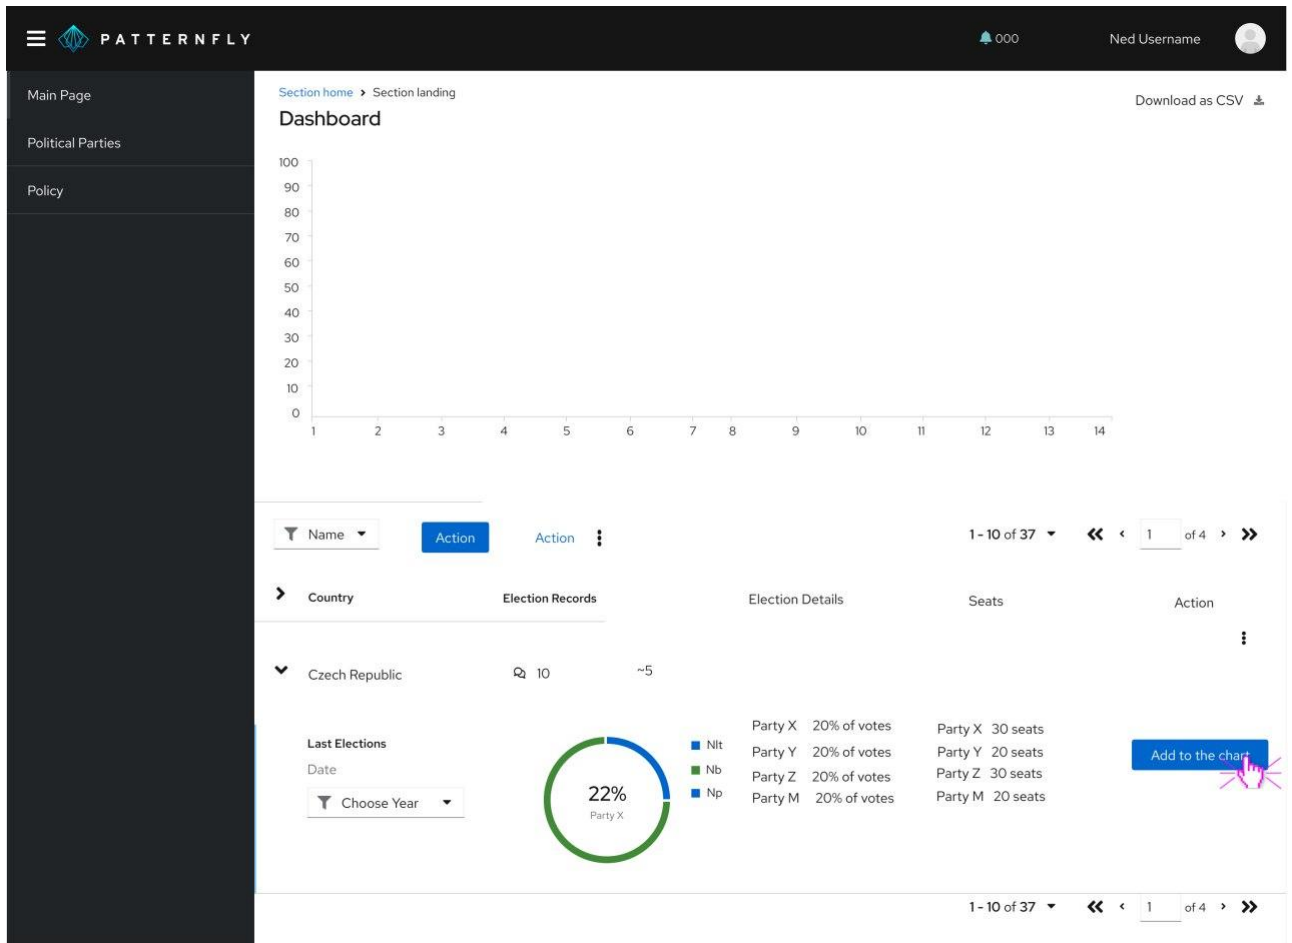 PATTERNFLY
000
Ned Username
Main Page
Political Parties
Policy
Section home > Section landing
Download as CSV
Dashboard
100
90
80
70
60
50
40
30
20
10
0
1 2 3 4 5 6 7 8 9 10 11 12 13 14
Name Action Action 1 - 10 of 37 1 of 4
Country Election Records Election Details Seats Action
Czech Republic 10 ~5
Last Elections
Date
Choose Year
22%
Party X
Nlt
Nb
Np
Party X 20% of votes
Party Y 20% of votes
Party Z 20% of votes
Party M 20% of votes
Party X 30 seats
Party Y 20 seats
Party Z 30 seats
Party M 20 seats
Add to the chart
1 - 10 of 37 1 of 4